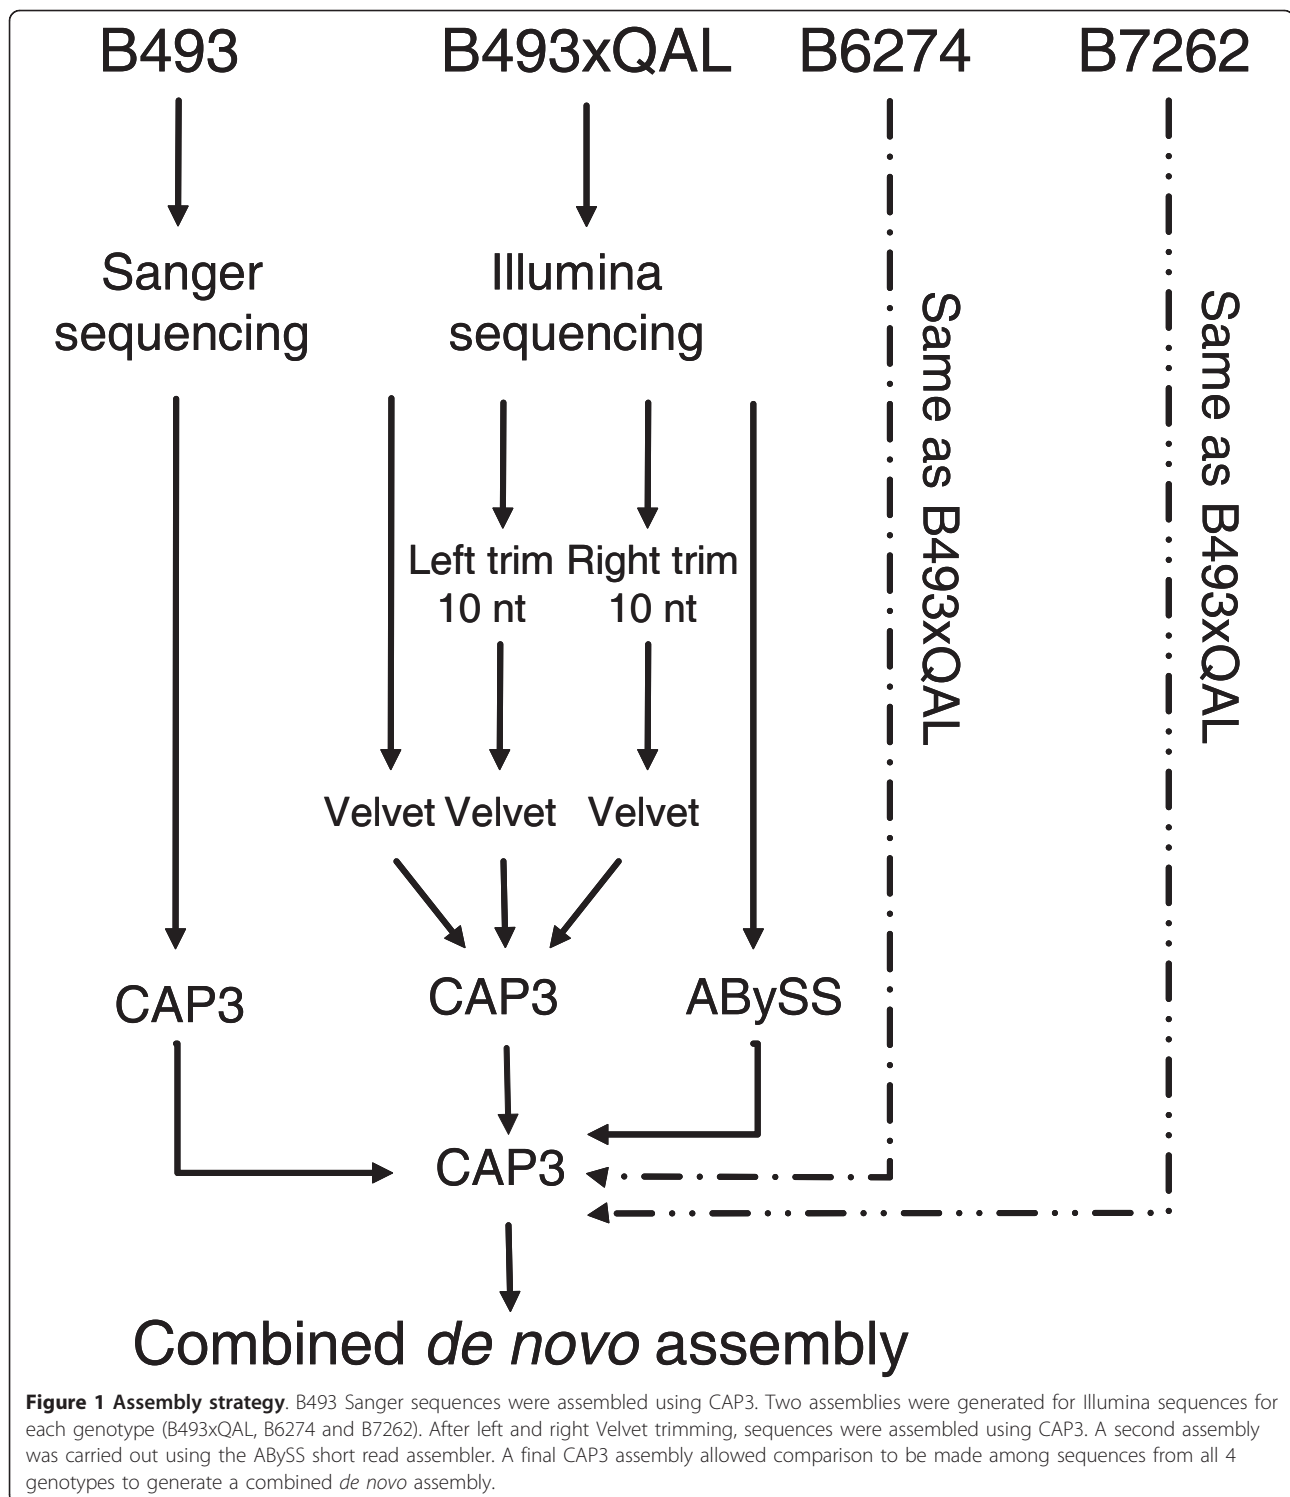 B493 B493xQAL B6274 B7262
Sanger
sequencing
Illumina
sequencing
Same as B493xQAL
Same as B493xQAL
Left trim
10 nt
Right trim
10 nt
Velvet Velvet Velvet
CAP3 CAP3 ABySS
CAP3
Combined de novo assembly
Figure 1 Assembly strategy. B493 Sanger sequences were assembled using CAP3. Two assemblies were generated for Illumina sequences for
each genotype (B493xQAL, B6274 and B7262). After left and right Velvet trimming, sequences were assembled using CAP3. A second assembly
was carried out using the ABySS short read assembler. A final CAP3 assembly allowed comparison to be made among sequences from all 4
genotypes to generate a combined de novo assembly.